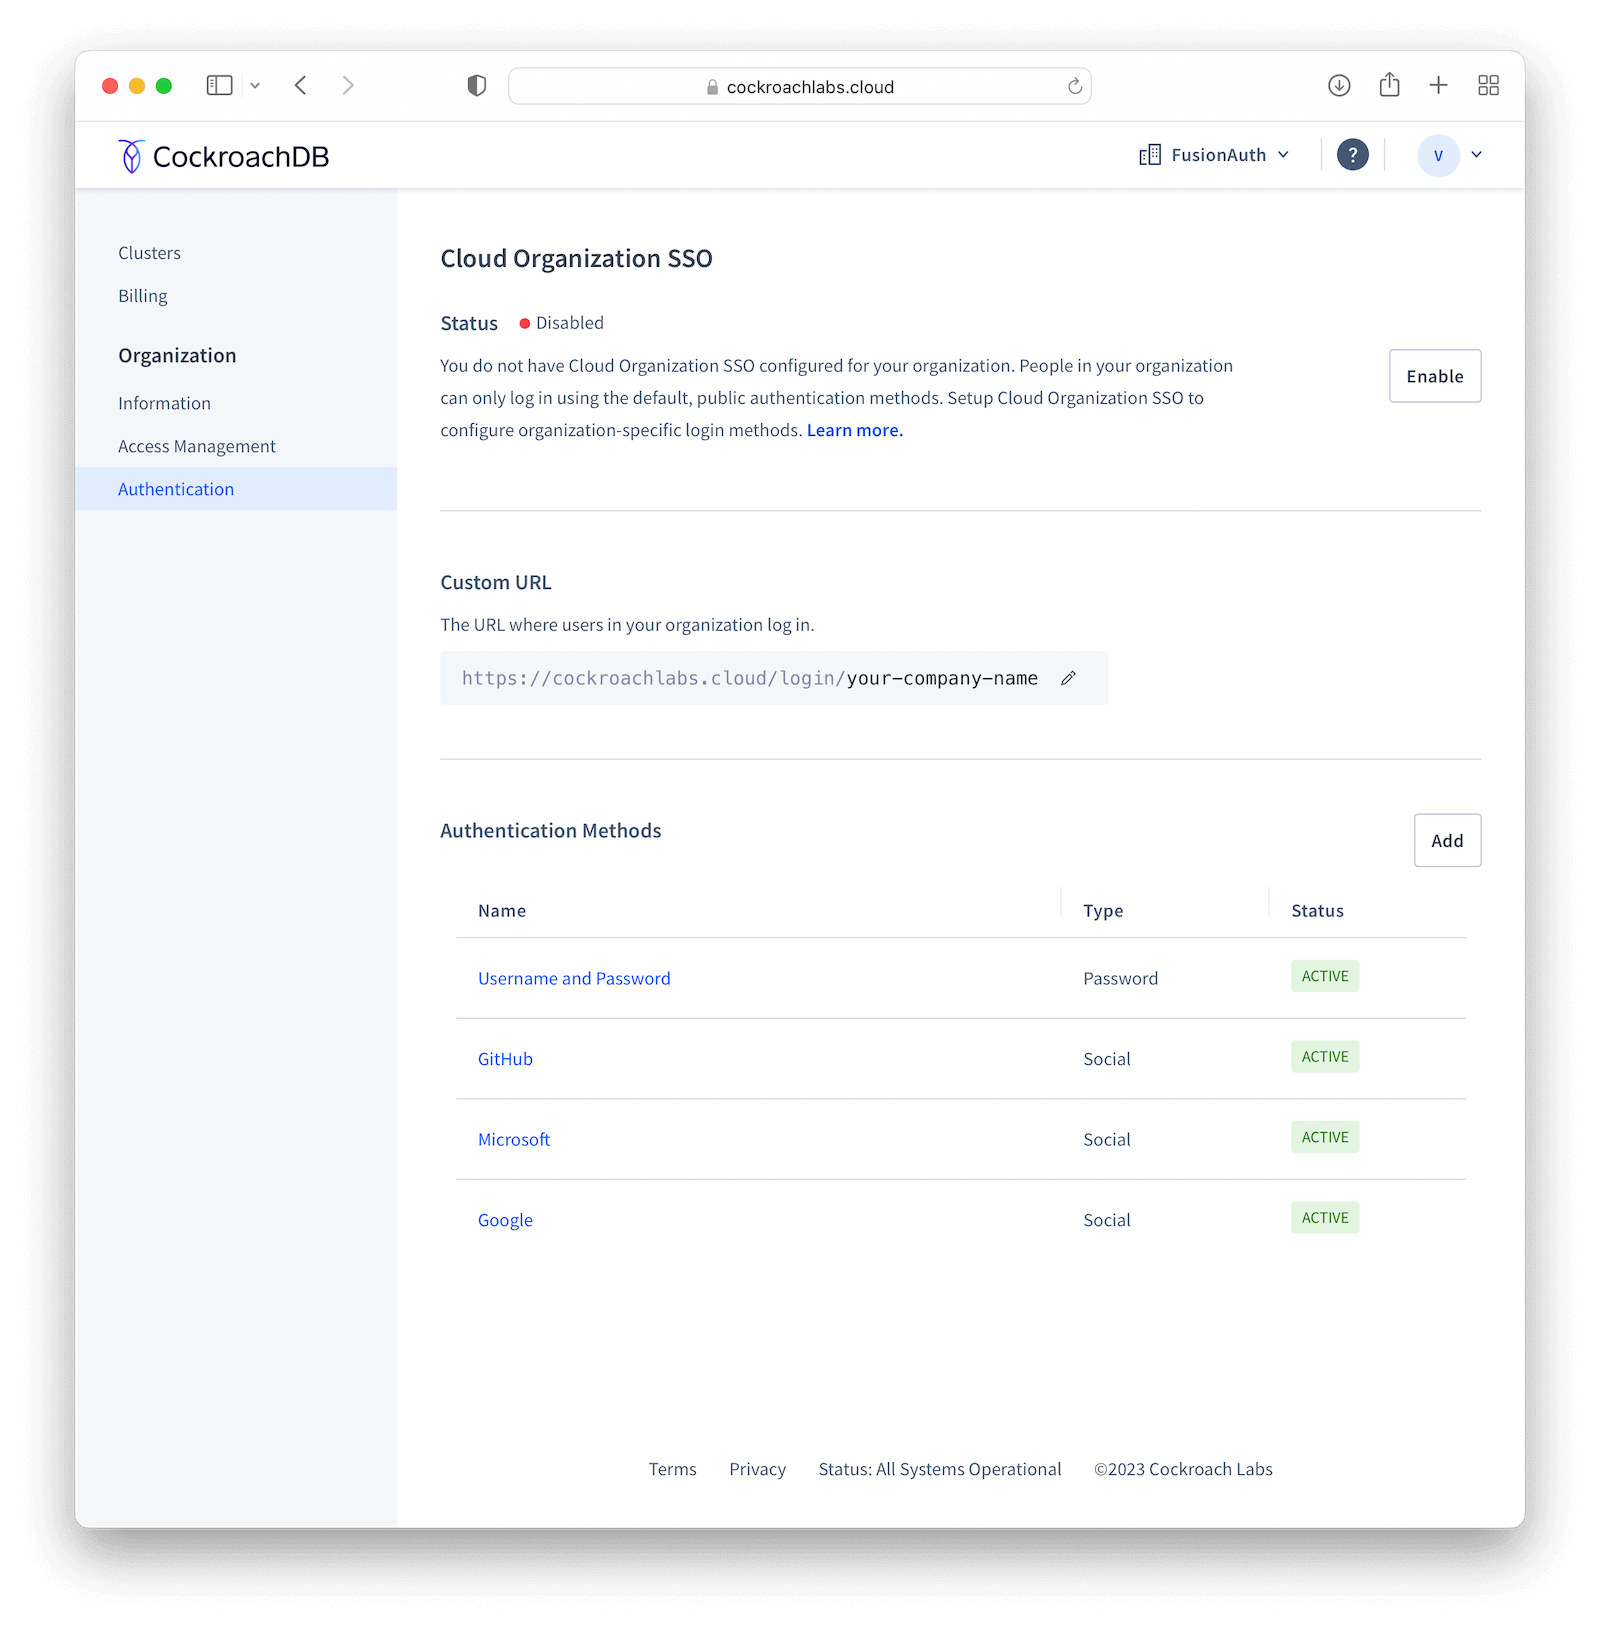 cockroachlabs.cloud
CockroachDB
FusionAuth
?
V
Clusters
Billing
Organization
Information
Access Management
Authentication
Cloud Organization SSO
Status Disabled
You do not have Cloud Organization SSO configured for your organization. People in your organization
can only log in using the default, public authentication methods. Setup Cloud Organization SSO to
configure organization-specific login methods. Learn more.
Enable
Custom URL
The URL where users in your organization log in.
https://cockroachlabs.cloud/login/your-company-name
Authentication Methods
Add
Name Type Status
Username and Password Password ACTIVE
GitHub Social ACTIVE
Microsoft Social ACTIVE
Google Social ACTIVE
Terms Privacy Status: All Systems Operational ©2023 Cockroach Labs